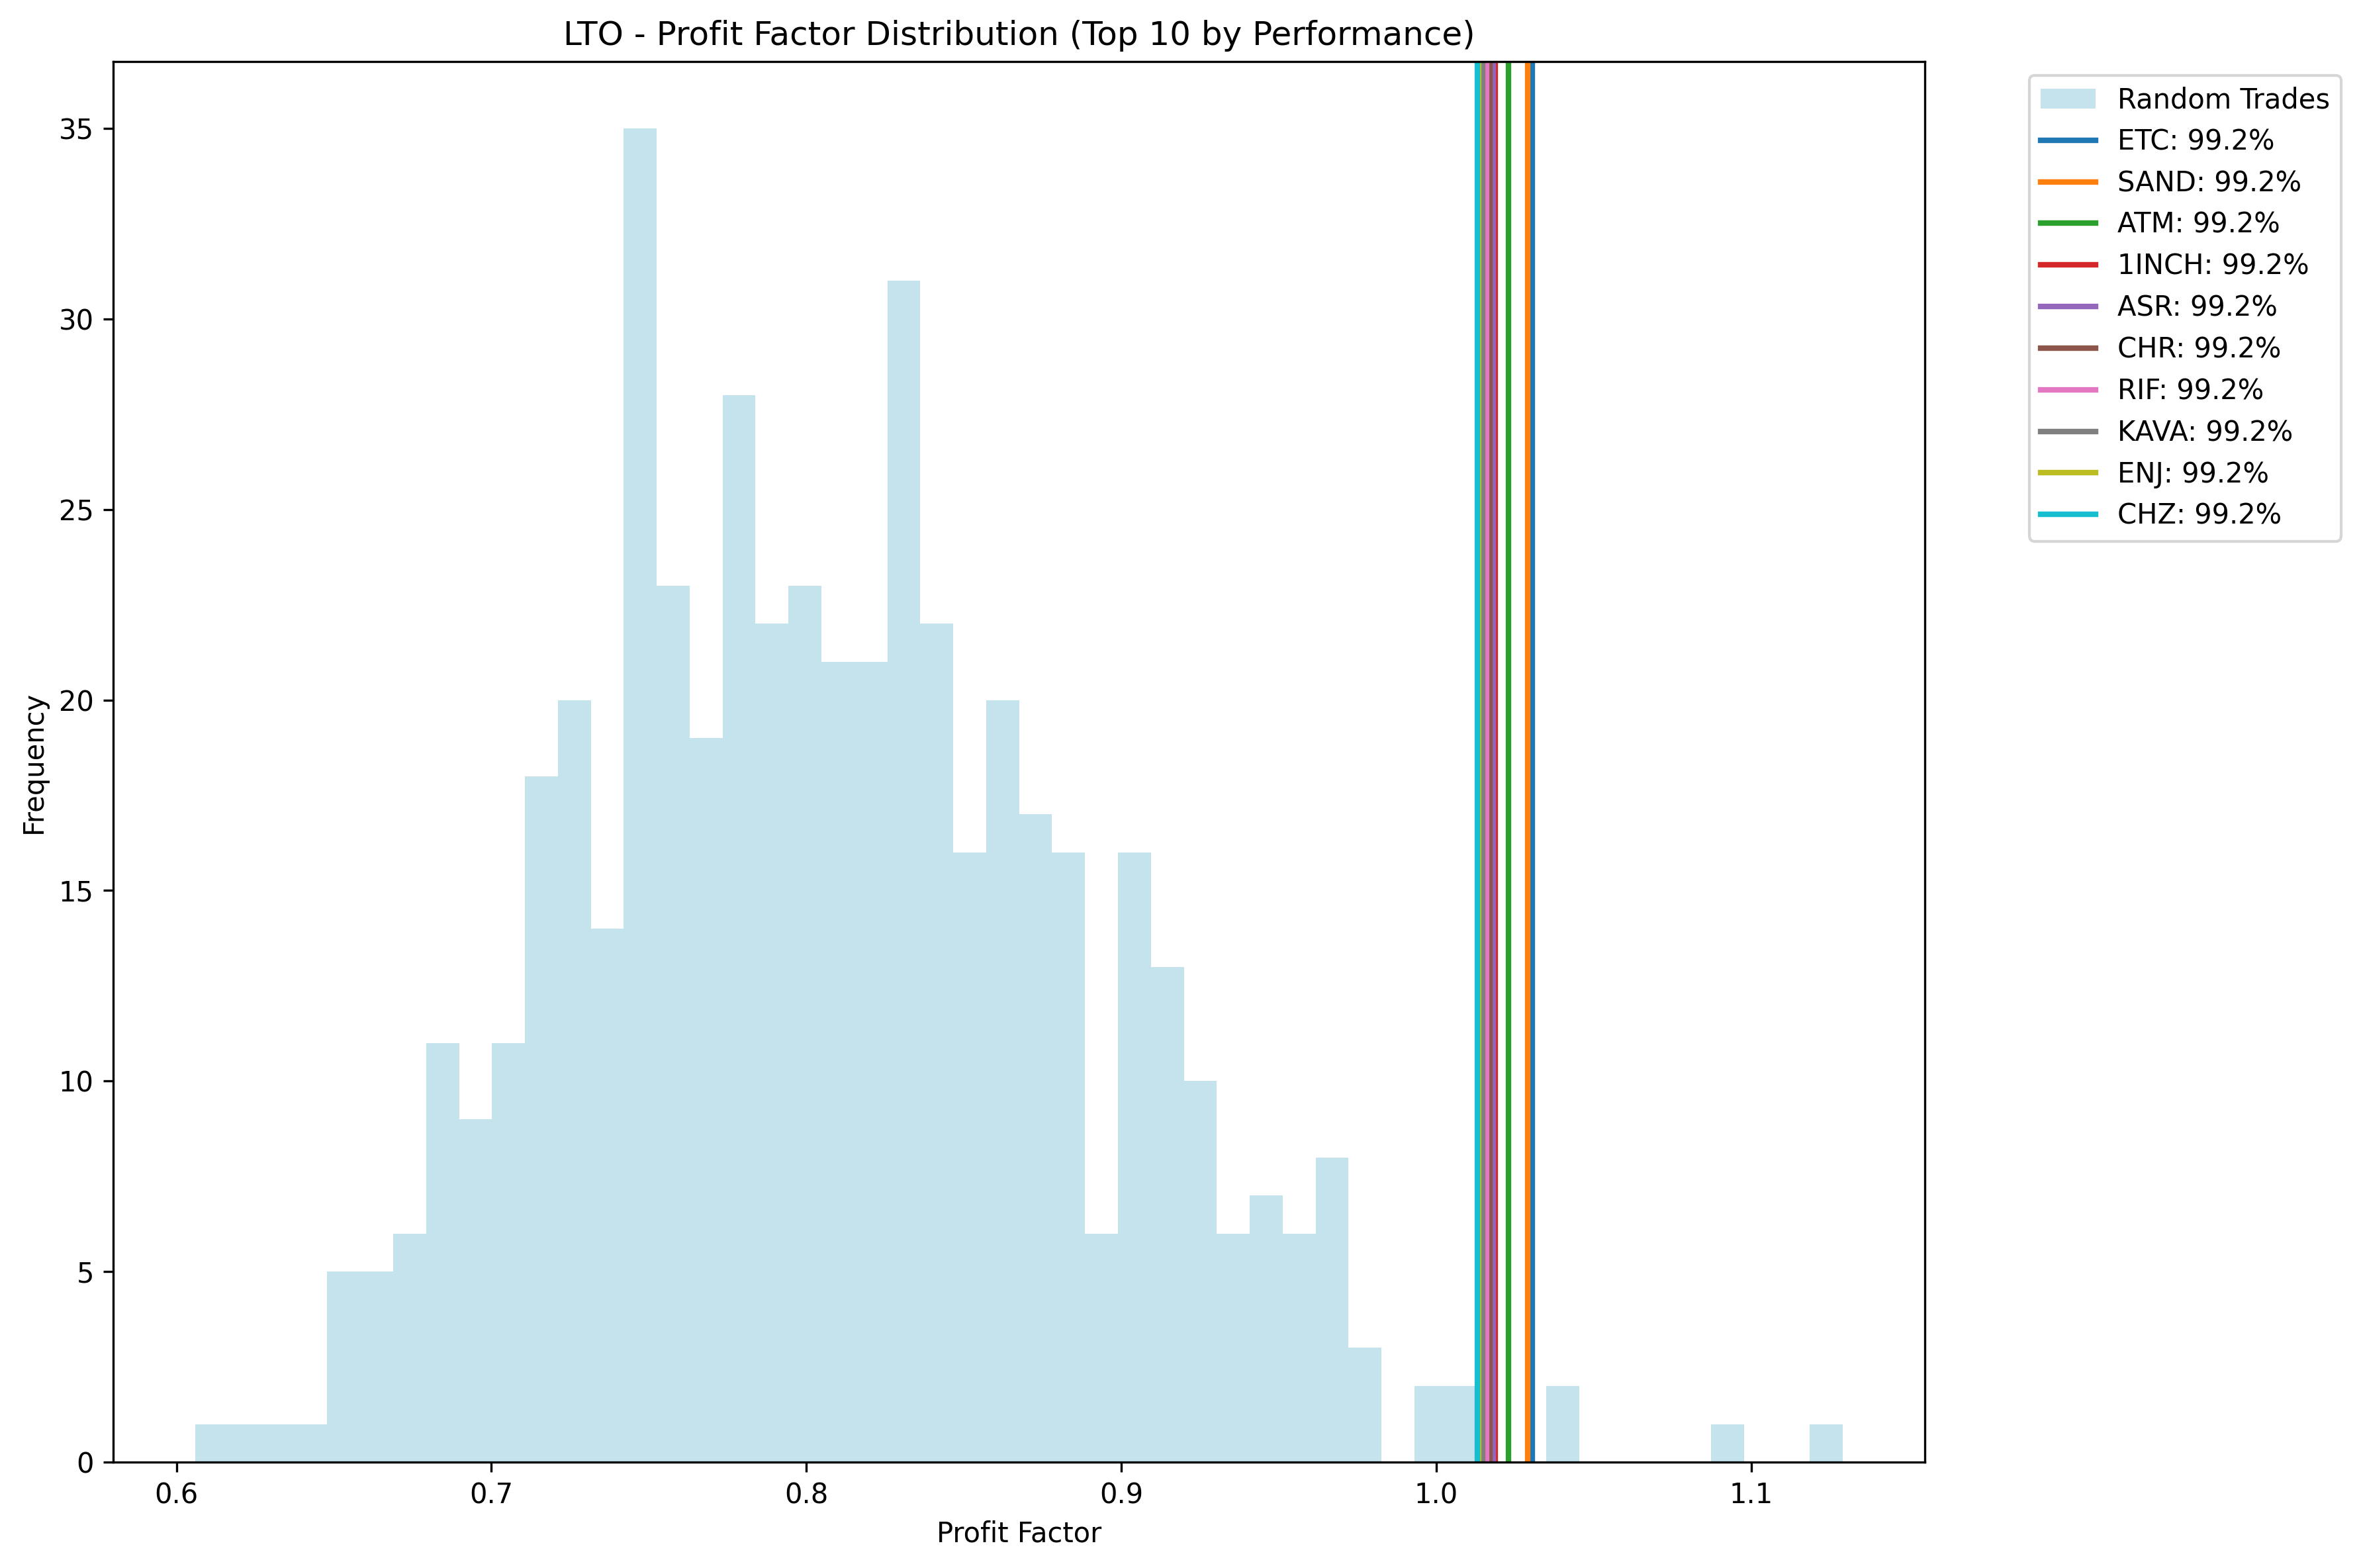 LTO - Profit Factor Distribution (Top 10 by Performance)
Random Trades
ETC: 99.2%
SAND: 99.2%
ATM: 99.2%
1INCH: 99.2%
ASR: 99.2%
CHR: 99.2%
RIF: 99.2%
KAVA: 99.2%
ENJ: 99.2%
CHZ: 99.2%
Frequency
35
30
25
20
15
10
5
0
0.6 0.7 0.8 0.9 1.0 1.1
Profit Factor